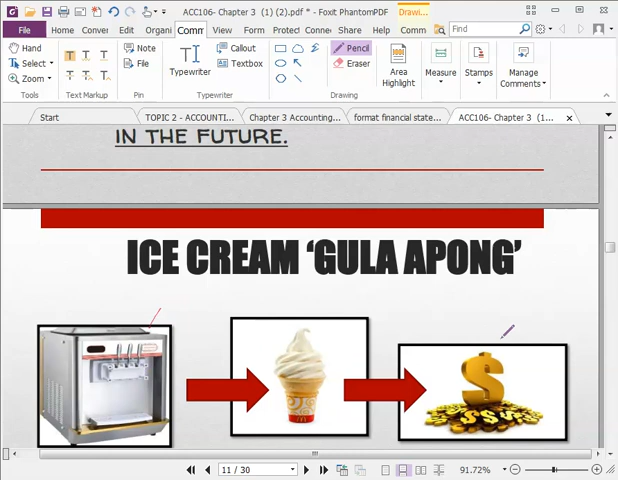 ACC106- Chapter 3 (1) (2).pdf * - Foxit PhantomPDF
Drawi...
File
Home
Conver
Edit
Organi
Comm
View
Form
Protect
Share
Help
Comm
Find
Hand
Select
Zoom
Tools
Text Markup
Note
File
Pin
Typewriter
Callout
Textbox
Typewriter
Pencil
Eraser
Drawing
Area
Highlight
Measure
Stamps
Manage
Comments
Start
TOPIC 2 - ACCOUNTI...
Chapter 3 Accounting...
format financial state...
ACC106- Chapter 3 (1...
IN THE FUTURE.
ICE CREAM ‘GULA APONG’
11 / 30
91.72%